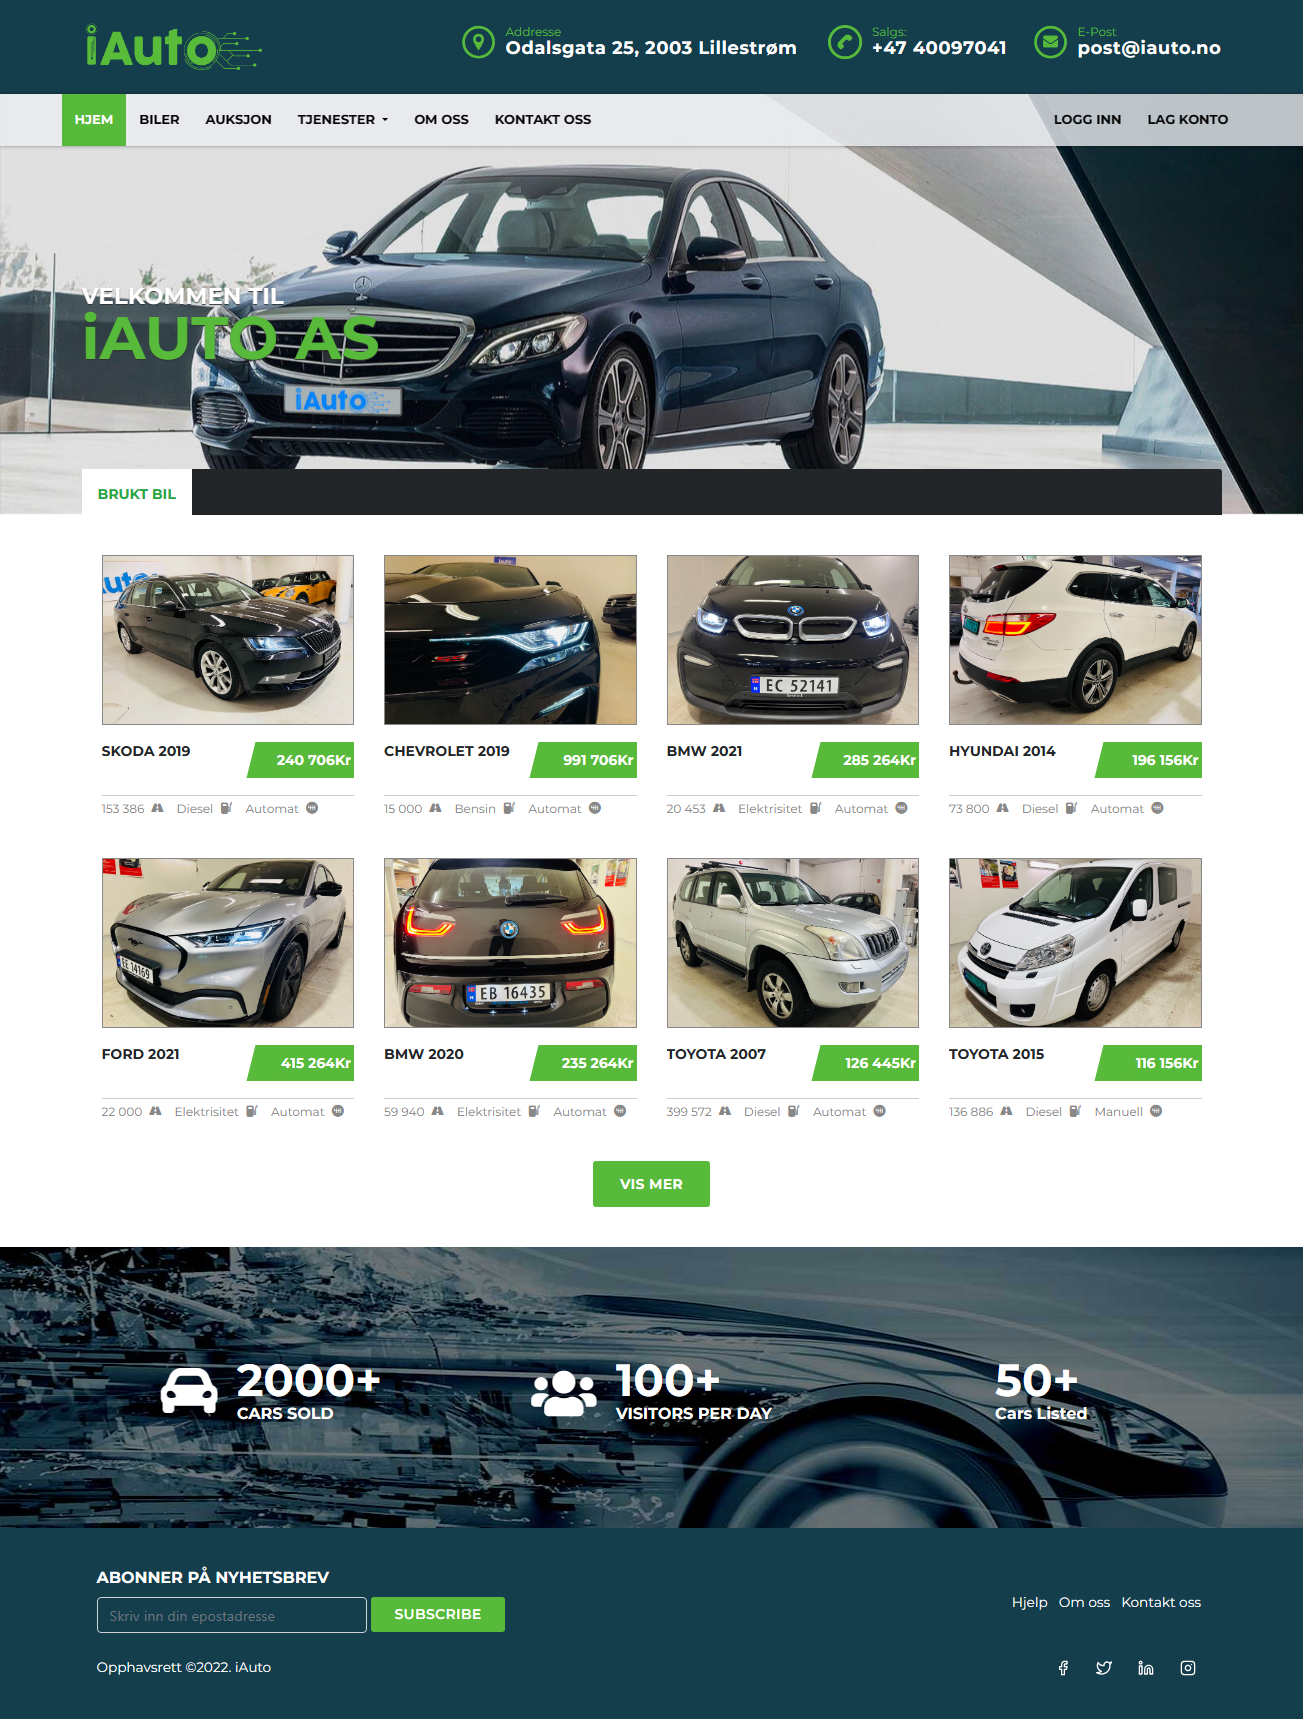 iAuto
Addresse
Odalsgata 25, 2003 Lillestrøm
Salgs:
+47 40097041
E-Post
post@iauto.no
HJEM
BILER
AUKSJON
TJENESTER
OM OSS
KONTAKT OSS
LOGG INN
LAG KONTO
VELKOMMEN TIL
iAUTO AS
iAuto
BRUKT BIL
EC 52141
SKODA 2019
240 706Kr
CHEVROLET 2019
991 706Kr
BMW 2021
285 264Kr
HYUNDAI 2014
196 156Kr
153 386 Diesel Automat
15 000 Bensin Automat
20 453 Elektrisitet Automat
73 800 Diesel Automat
EE 14169
EB 16435
FORD 2021
415 264Kr
BMW 2020
235 264Kr
TOYOTA 2007
126 445Kr
TOYOTA 2015
116 156Kr
22 000 Elektrisitet Automat
59 940 Elektrisitet Automat
399 572 Diesel Automat
136 886 Diesel Manuell
VIS MER
2000+
CARS SOLD
100+
VISITORS PER DAY
50+
Cars Listed
ABONNER PÅ NYHETSBREV
Skriv inn din epostadresse
SUBSCRIBE
Hjelp
Om oss
Kontakt oss
Opphavsrett ©2022. iAuto